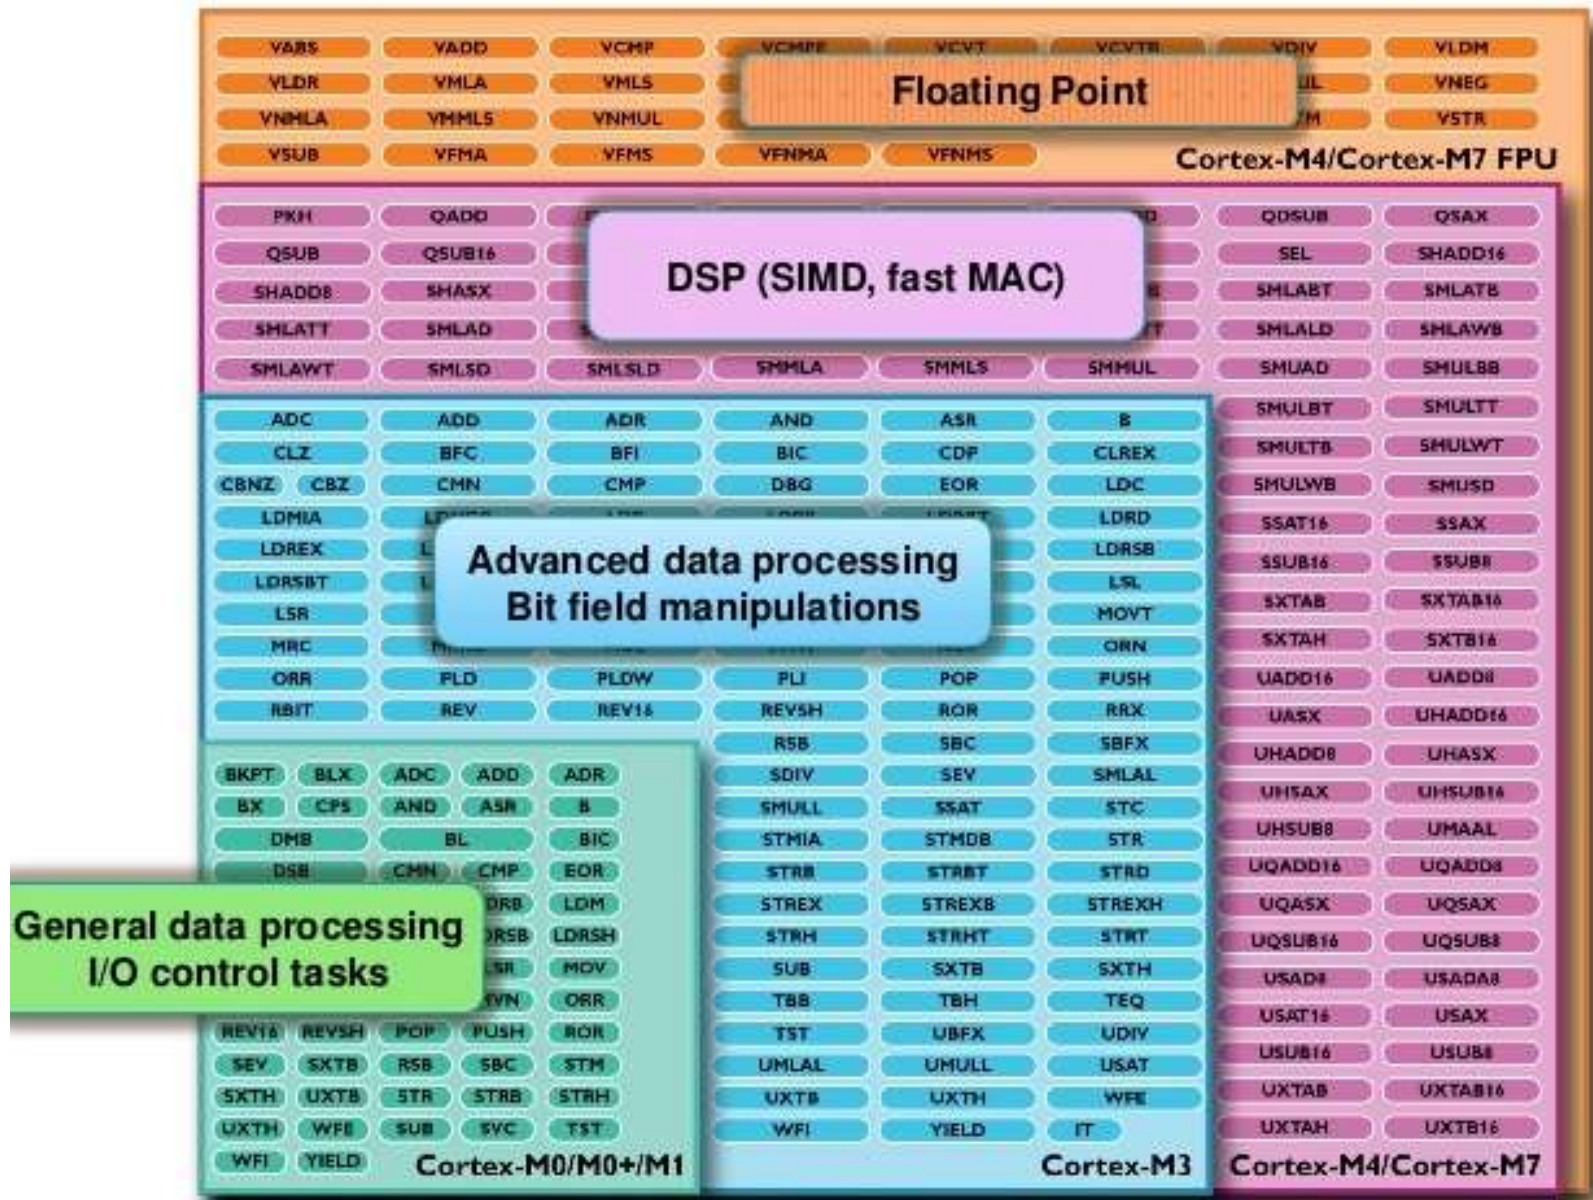 VABS VADD VCMP VCMPE VCVT VCVTR VDIV VLDM
VLDR VMLA VMLS VNEG
Floating Point
VNMLA VMMLS VNMUL VSTR
VSUB VFMA VFMS VFNMA VFNMS
Cortex-M4/Cortex-M7 FPU
PKH QADD QDSUB QSAX
QSUB QSUB16 SEL SHADD16
DSP (SIMD, fast MAC)
SHADD8 SHASX SMLABT SMLATB
SMLATT SMLAD SMLALD SMLAWB
SMLAWT SMLSD SMLSLD SMMLA SMMLS SMMUL SMUAD SMULBB
ADC ADD ADR AND ASR B SMULBT SMULTT
CLZ BFC BFI BIC CDP CLREX SMULTB SMULWT
CBNZ CBZ CMN CMP DBG EOR LDC SMULWB SMUSD
LDMIA LDRD SSAT16 SSAX
LDREX LDRSB SSUB16 SSUB8
Advanced data processing
Bit field manipulations
LDRSBT LSL SXTAB SXTAB16
LSR MOVT SXTAH SXTB16
MRC ORN
ORR PLD PLDW PLI POP PUSH UADD16 UADD8
RBIT REV REV16 REVSH ROR RRX UASX UHADD16
RSB SBC SBFX UHADD8 UHASX
BKPT BLX ADC ADD ADR SDIV SEV SMLAL UHSAX UHSUB16
BX CPS AND ASR B SMULL SSAT STC
DMB BL BIC STMIA STMDB STR UHSUB8 UMAAL
DSB CMN CMP EOR STRB STRBT STRD UQADD16 UQADD8
LDM STREX STREXB STREXH UQASX UQSAX
General data processing
I/O control tasks
LDRSH STRH STRHT STRT UQSUB16 UQSUB8
MOV SUB SXTB SXTH USAD8 USADA8
ORR TBB TBH TEQ
REV16 REVSH POP PUSH ROR TST UBFX UDIV USAT16 USAX
SEV SXTB RSB SBC STM UMLAL UMULL USAT USUB16 USUB8
SXTH UXTB STR STRB STRH UXTB UXTH WFE UXTAB UXTAB16
UXTH WFE SUB SVC TST WFI YIELD IT UXTAH UXTB16
WFI YIELD Cortex-M0/M0+/M1 Cortex-M3 Cortex-M4/Cortex-M7